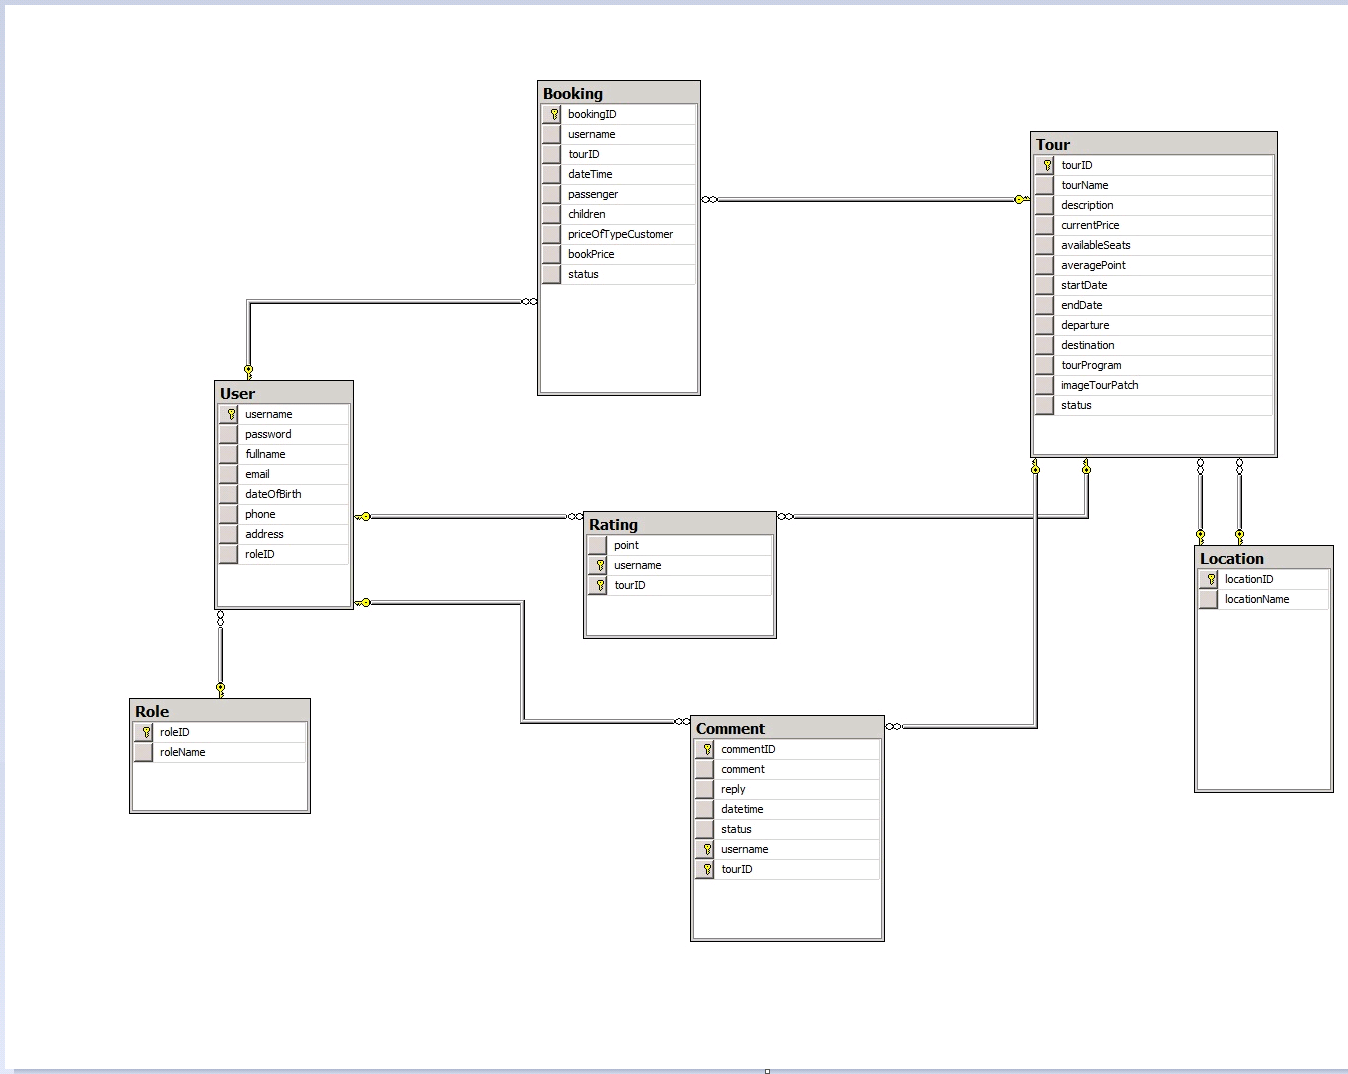 Booking
bookingID
username
tourID
dateTime
passenger
children
priceOfTypeCustomer
bookPrice
status
Tour
tourID
tourName
description
currentPrice
availableSeats
averagePoint
startDate
endDate
departure
destination
tourProgram
imageTourPatch
status
User
username
password
fullname
email
dateOfBirth
phone
address
roleID
Rating
point
username
tourID
Location
locationID
locationName
Role
roleID
roleName
Comment
commentID
comment
reply
datetime
status
username
tourID